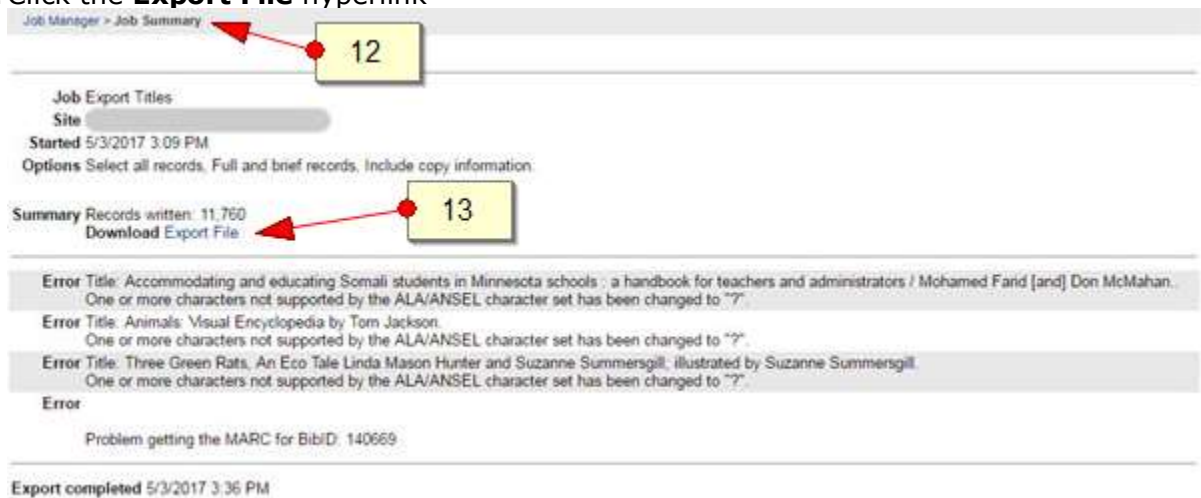 Click the Export File hyperlink
Job Manager > Job Summary
12
Job Export Titles
Site
Started 5/3/2017 3:09 PM
Options Select all records, Full and brief records, Include copy information.
13
Summary Records written: 11,760
Download Export File
Error Title: Accommodating and educating Somali students in Minnesota schools : a handbook for teachers and administrators / Mohamed Farid [and] Don McMahan.
One or more characters not supported by the ALA/ANSEL character set has been changed to "?".
Error Title: Animals: Visual Encyclopedia by Tom Jackson.
One or more characters not supported by the ALA/ANSEL character set has been changed to "?".
Error Title: Three Green Rats, An Eco Tale Linda Mason Hunter and Suzanne Summersgill; illustrated by Suzanne Summersgill.
One or more characters not supported by the ALA/ANSEL character set has been changed to "?".
Error
Problem getting the MARC for BibID: 140669
Export completed 5/3/2017 3:36 PM